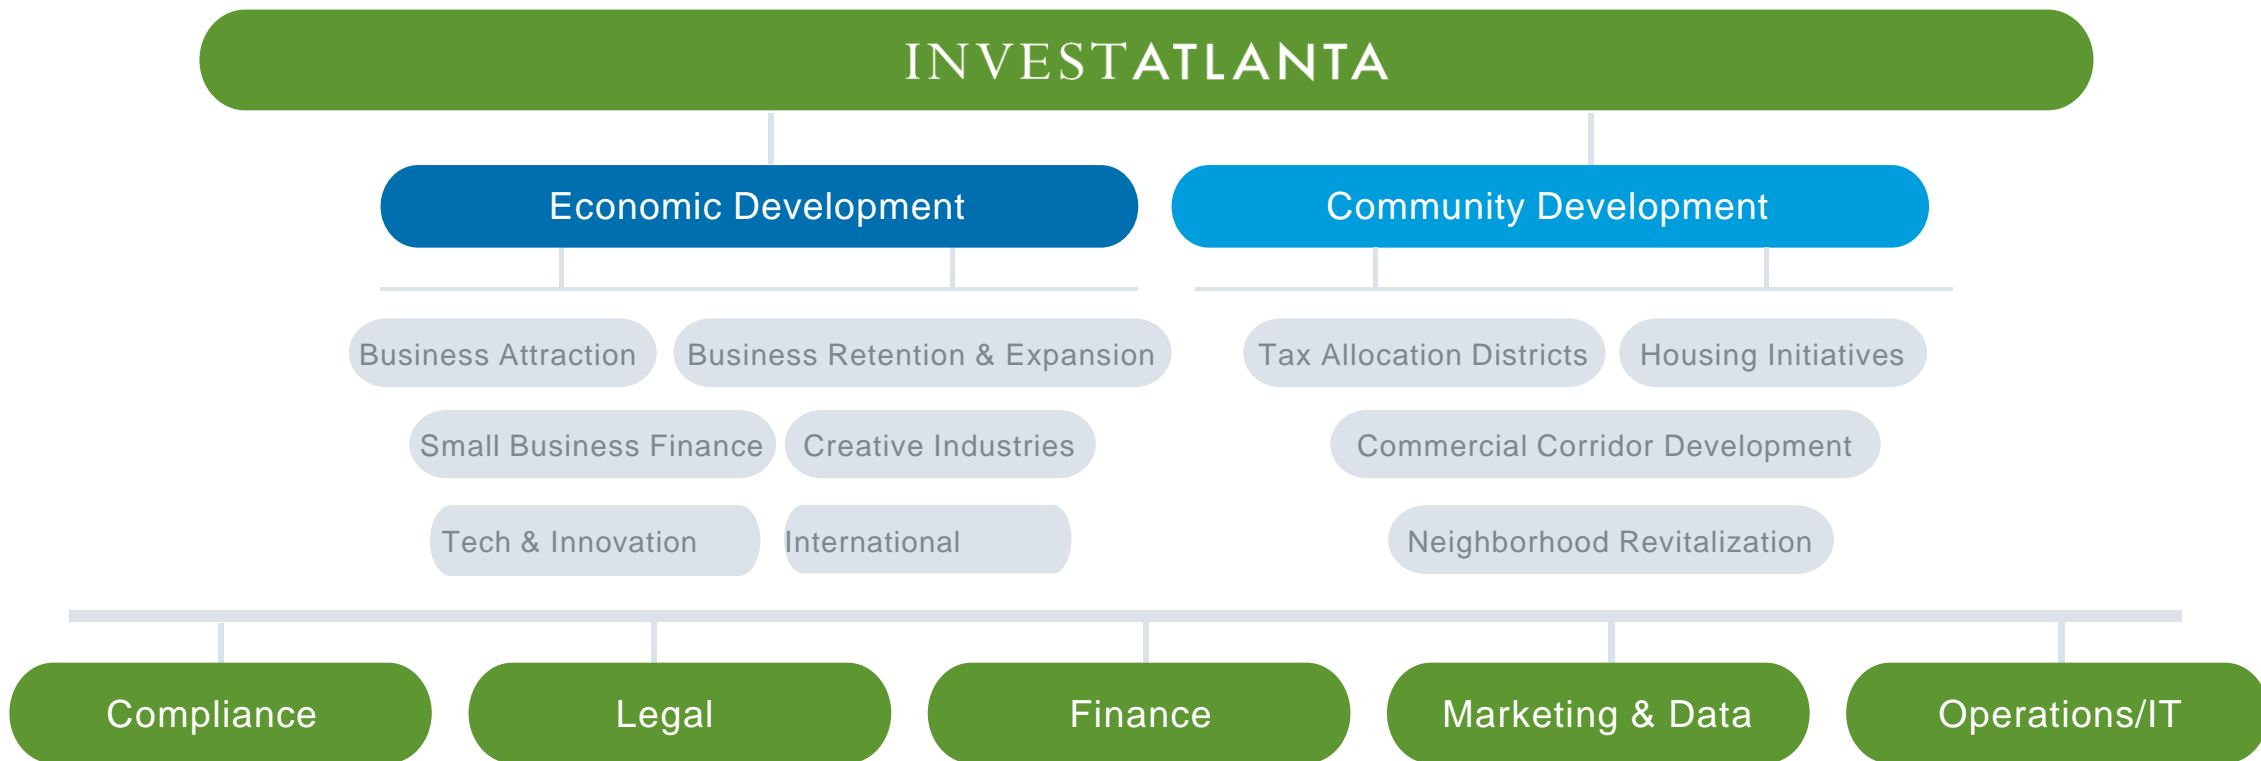 INVESTATLANTA
Economic Development
Community Development
Business Attraction
Business Retention & Expansion
Tax Allocation Districts
Housing Initiatives
Small Business Finance
Creative Industries
Commercial Corridor Development
Tech & Innovation
International
Neighborhood Revitalization
Compliance
Legal
Finance
Marketing & Data
Operations/IT